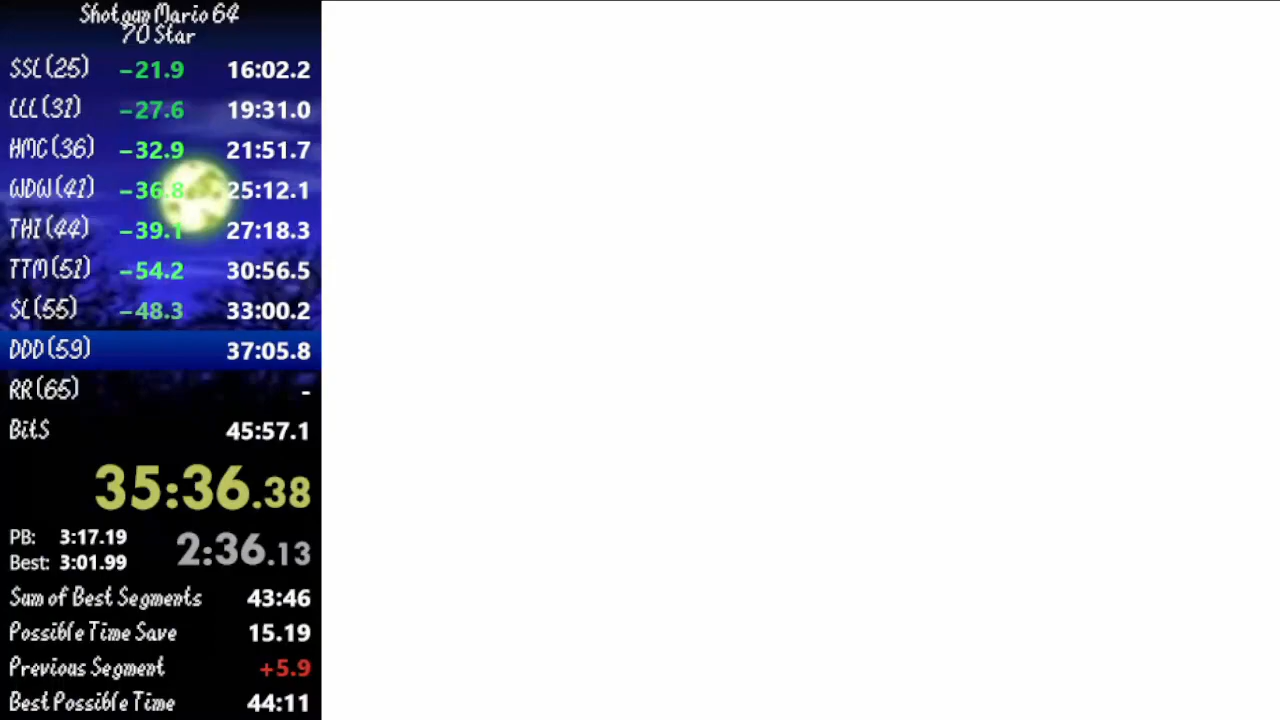 Shotgun Mario 64
70 Star
SSL(25) -21.9 16:02.2
LLL(31) -27.6 19:31.0
HMC(36) -32.9 21:51.7
WDW(41) -36.8 25:12.1
THI(44) -39.1 27:18.3
TTM(51) -54.2 30:56.5
SL(55) -48.3 33:00.2
DDD(59) 37:05.8
RR(65) -
BitS 45:57.1
35:36.38
PB: 3:17.19
2:36.13
Best: 3:01.99
Sum of Best Segments 43:46
Possible Time Save 15.19
Previous Segment +5.9
Best Possible Time 44:11